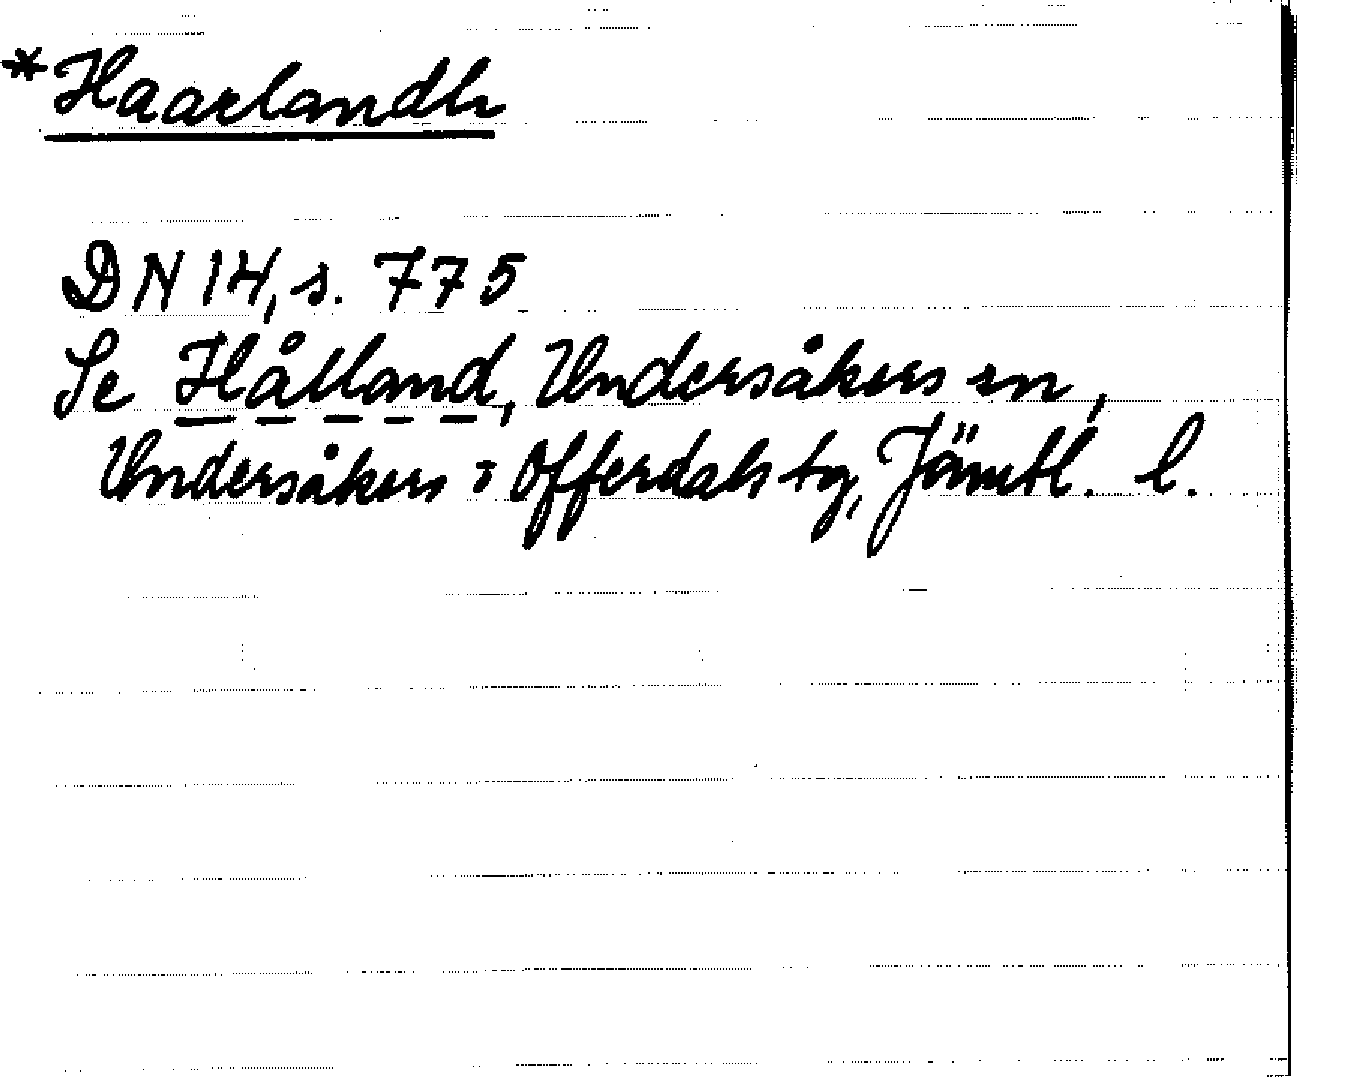 *Haarlandh
DN 14, s. 775
Se Hålland, Undersåkers sn,
Undersåkers o Offerdals tg, Jämtl. l.